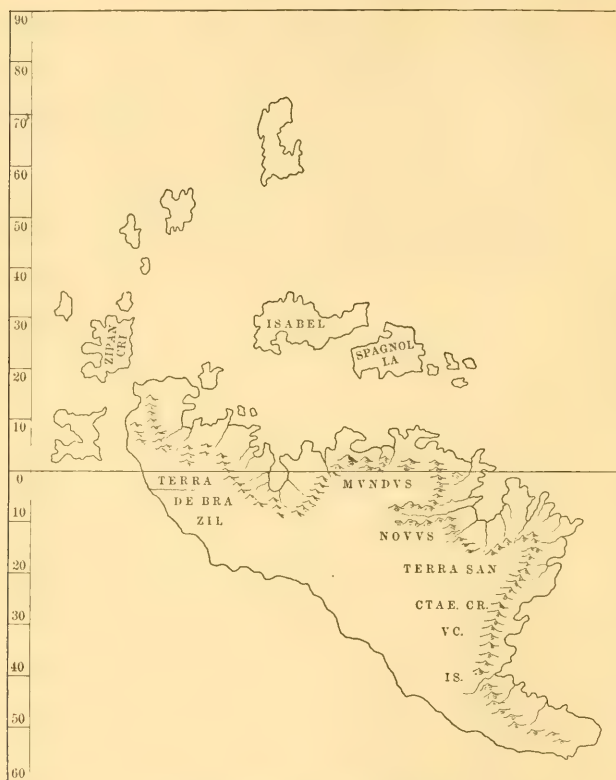 90
80
70
60
50
40
30
20
10
0
10
20
30
40
50
60
ISABEL
ZIPAN
CRI
SPAGNOL
LA
TERRA
DE BRA
ZIL
MVNDVS
NOVVS
TERRA SAN
CTAE. CR.
VC.
IS.